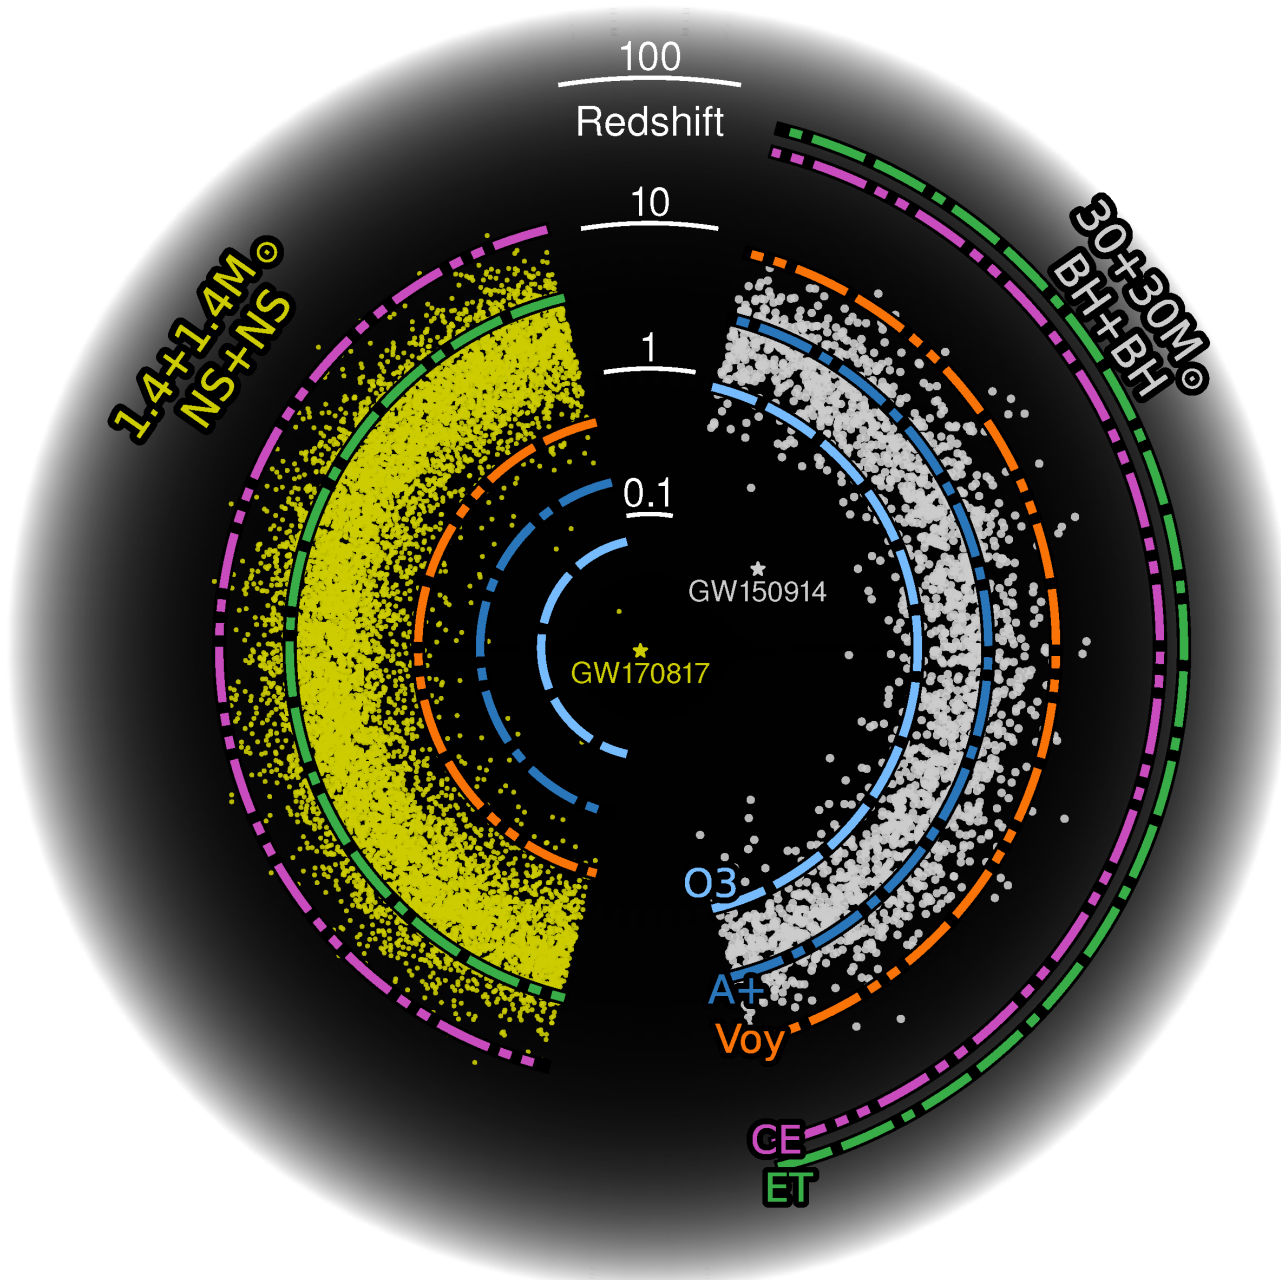 100
Redshift
10
1
0.1
1.4+1.4M☉
NS+NS
30+30M☉
BH+BH
GW150914
GW170817
O3
A+
Voy
CE
ET